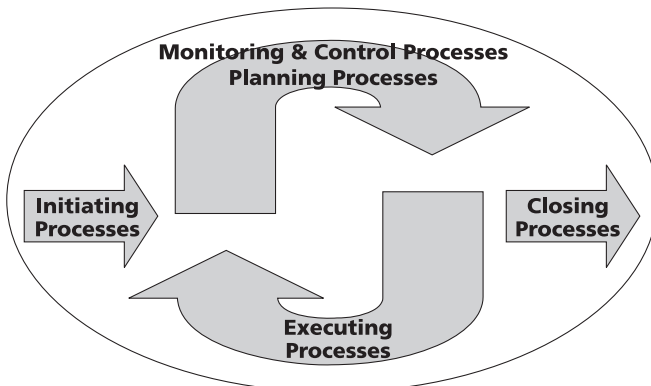 Monitoring & Control Processes
Planning Processes
Initiating
Processes
Closing
Processes
Executing
Processes